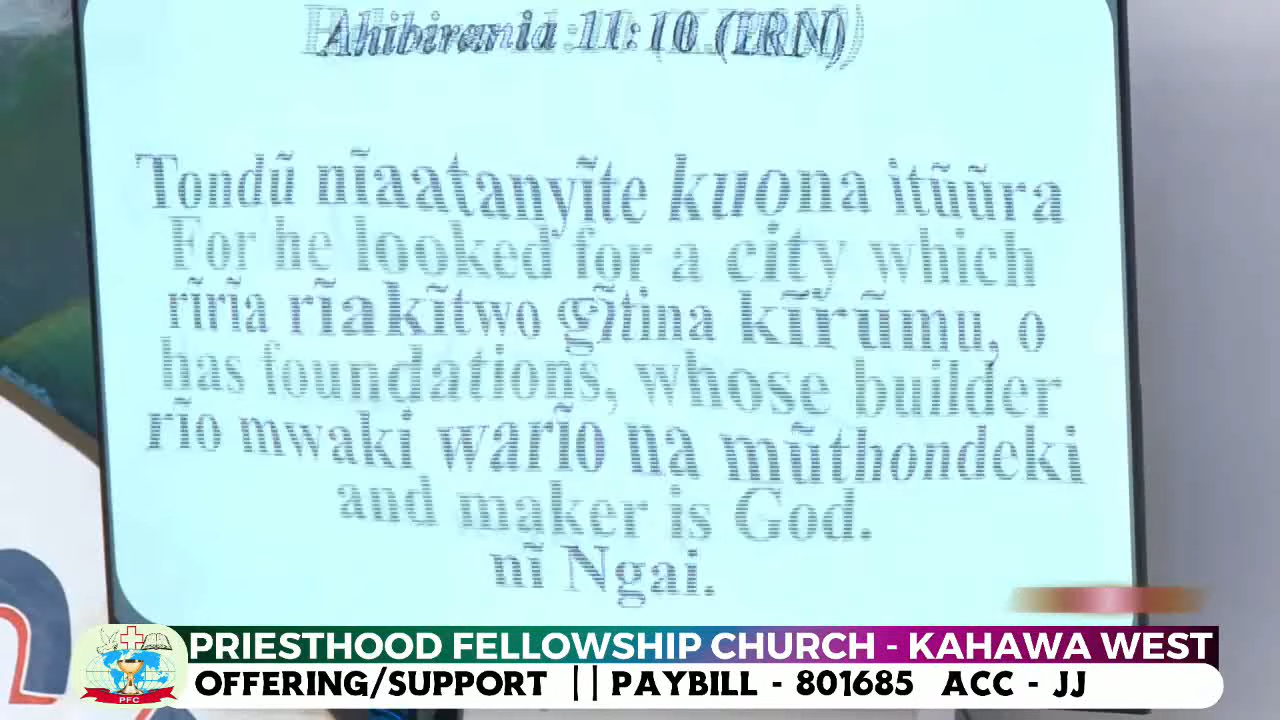 Ahibirania 11:10 (ERN)
Tondũ nĩaatanyĩte kuona itũũra
For he looked for a city which
rĩrĩa rĩakĩtwo gĩtina kĩrũmu, o
has foundations, whose builder
rĩo mwaki warĩo na mũthondeki
and maker is God.
nĩ Ngai.
PRIESTHOOD FELLOWSHIP CHURCH - KAHAWA WEST
OFFERING/SUPPORT || PAYBILL - 801685 ACC - JJ
PFC